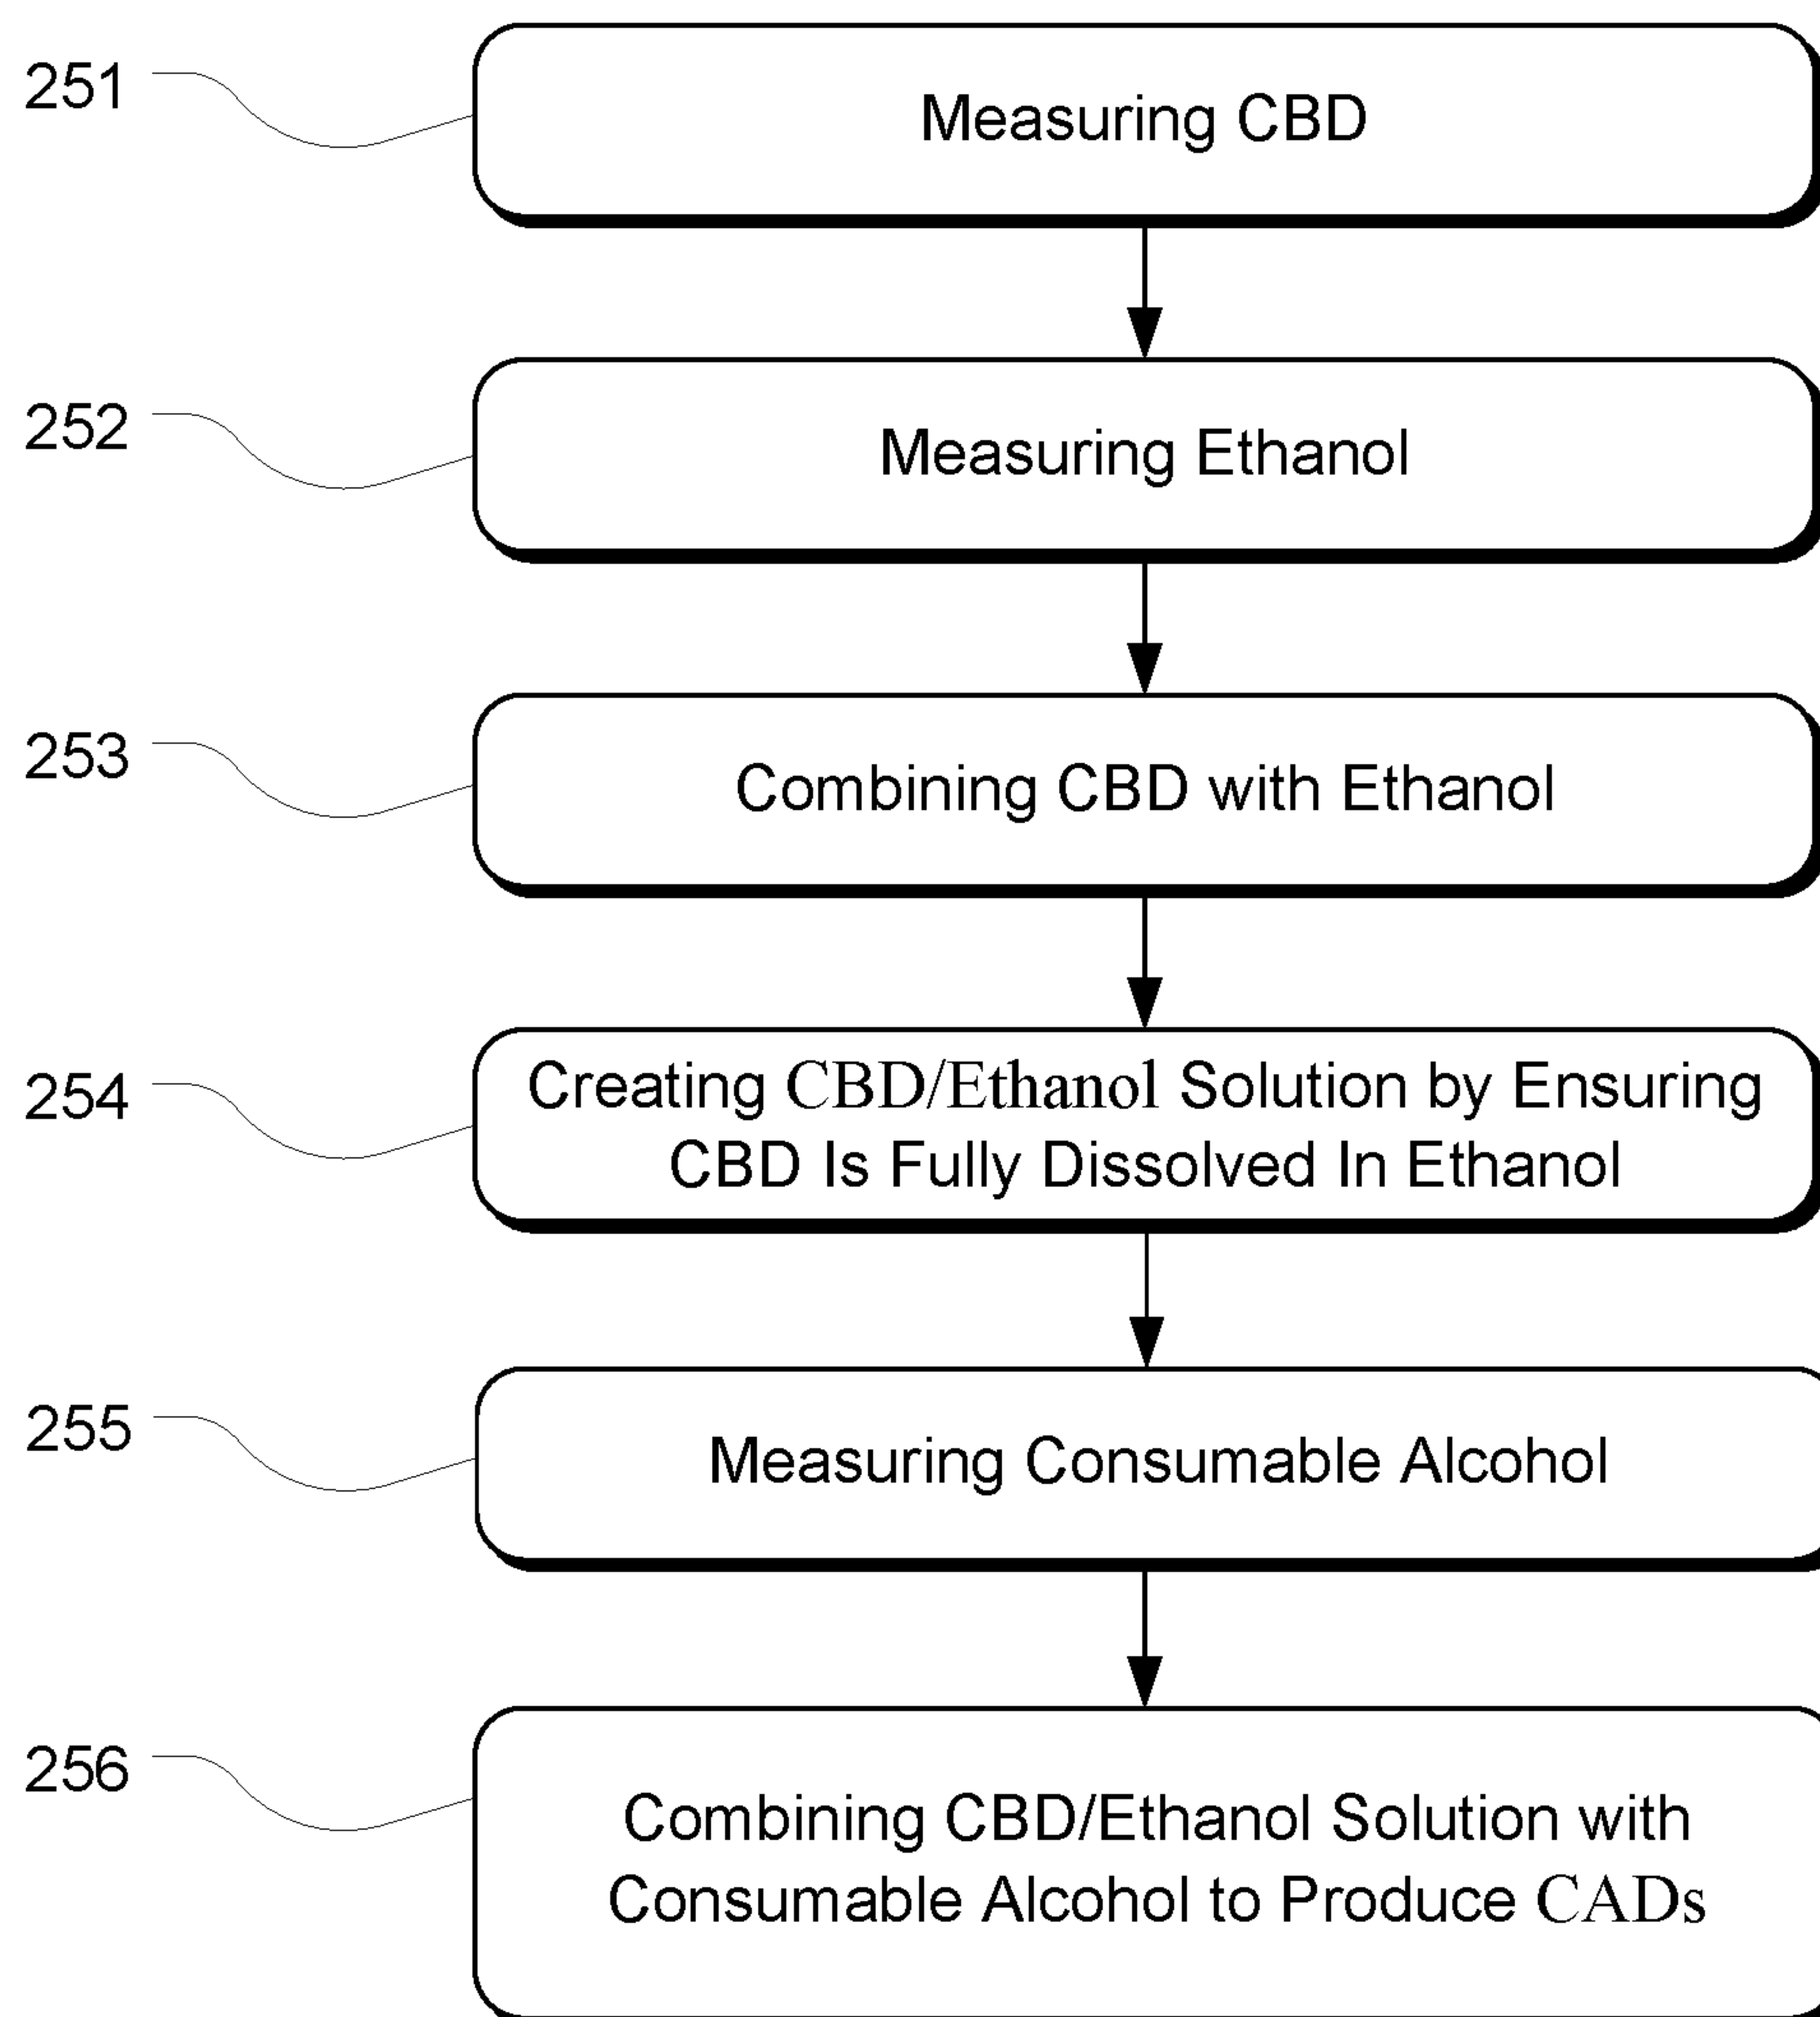 251
Measuring CBD
252
Measuring Ethanol
253
Combining CBD with Ethanol
254
Creating CBD/Ethanol Solution by Ensuring
CBD Is Fully Dissolved In Ethanol
255
Measuring Consumable Alcohol
256
Combining CBD/Ethanol Solution with
Consumable Alcohol to Produce CADs